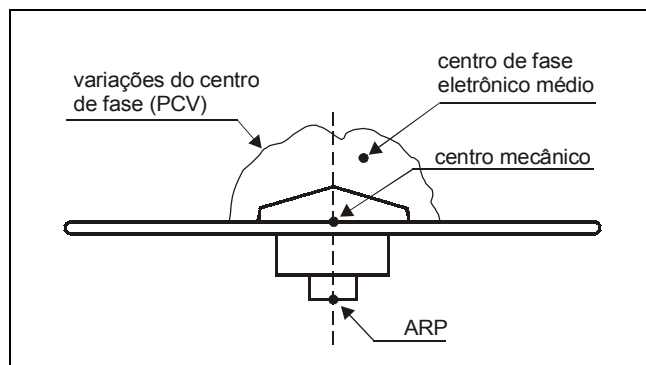 variações do centro
de fase (PCV)
centro de fase
eletrônico médio
centro mecânico
ARP